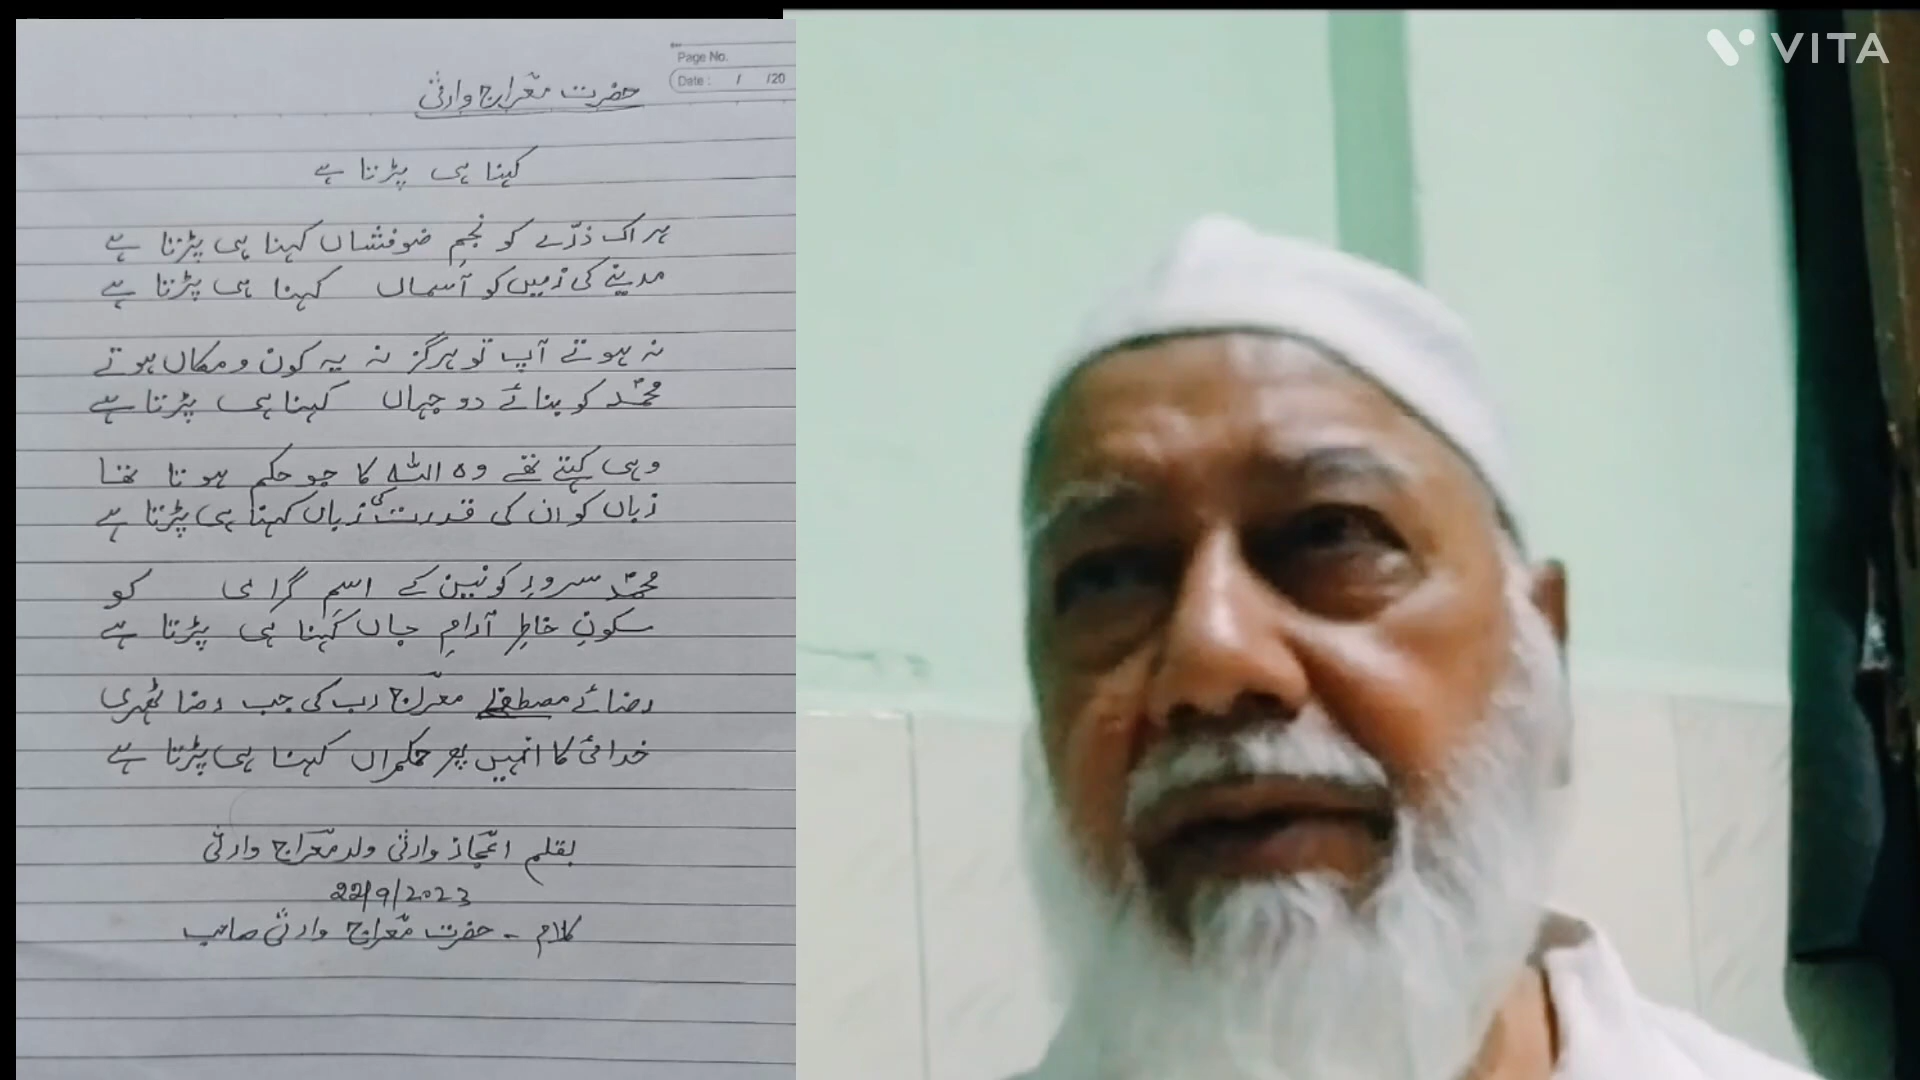 Page No.
Date : / /20
حضرت معراج وارثی
کہنا ہی پڑتا ہے
ہر اک ذرّے کو نجمِ ضوفشاں کہنا ہی پڑتا ہے
مدینے کی زمیں کو آسماں کہنا ہی پڑتا ہے
نہ ہوتے آپ تو ہرگز نہ یہ کون و مکاں ہوتے
محمدؐ کو بنائے دو جہاں کہنا ہی پڑتا ہے
وہی کہتے تھے وہ اللہ کا جو حکم ہوتا تھا
زباں کو ان کی قدرت کی زباں کہنا ہی پڑتا ہے
محمدؐ سرورِ کونین کے اسمِ گرامی کو
سکونِ خاطر آرامِ جاں کہنا ہی پڑتا ہے
رضائے مصطفےٰ معراج رب کی جب رضا ٹھہری
خدائی کا انہیں پھر حکمراں کہنا ہی پڑتا ہے
بقلم اعجاز وارثی ولد معراج وارثی
22/9/2023
کلام - حضرت معراج وارثی صاحب
VITA